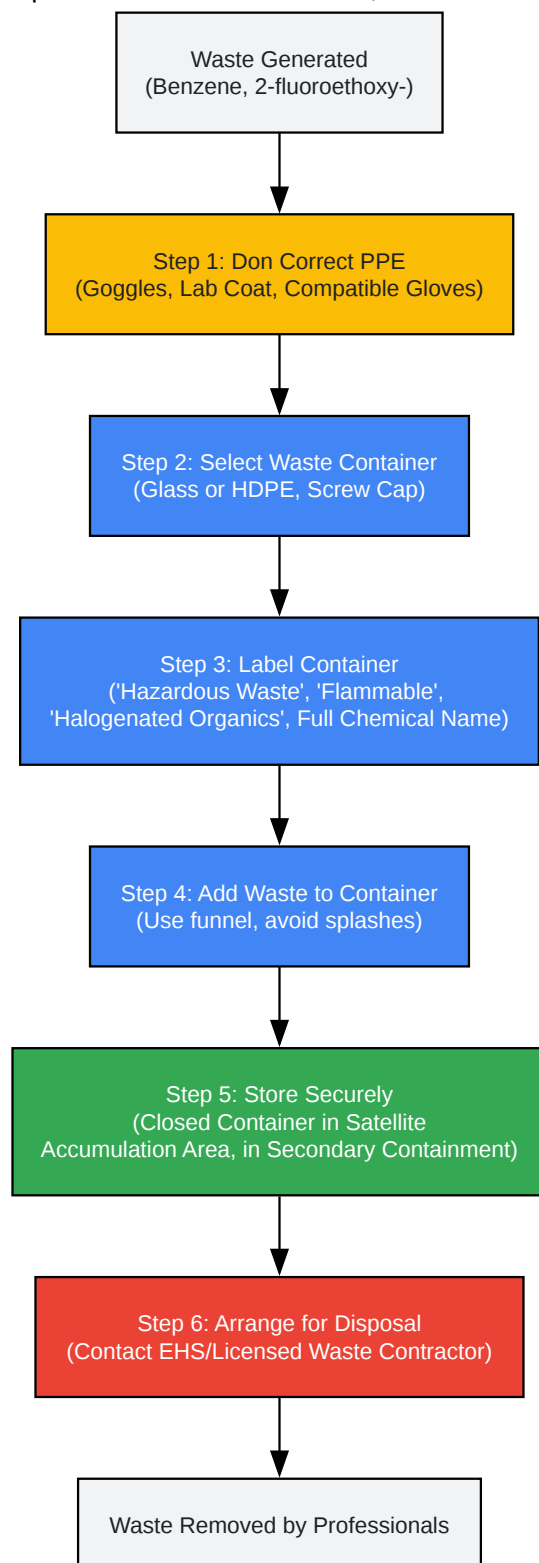 Waste Generated
(Benzene, 2-fluoroethoxy-)
Step 1: Don Correct PPE
(Goggles, Lab Coat, Compatible Gloves)
Step 2: Select Waste Container
(Glass or HDPE, Screw Cap)
Step 3: Label Container
('Hazardous Waste', 'Flammable',
'Halogenated Organics', Full Chemical Name)
Step 4: Add Waste to Container
(Use funnel, avoid splashes)
Step 5: Store Securely
(Closed Container in Satellite
Accumulation Area, in Secondary Containment)
Step 6: Arrange for Disposal
(Contact EHS/Licensed Waste Contractor)
Waste Removed by Professionals